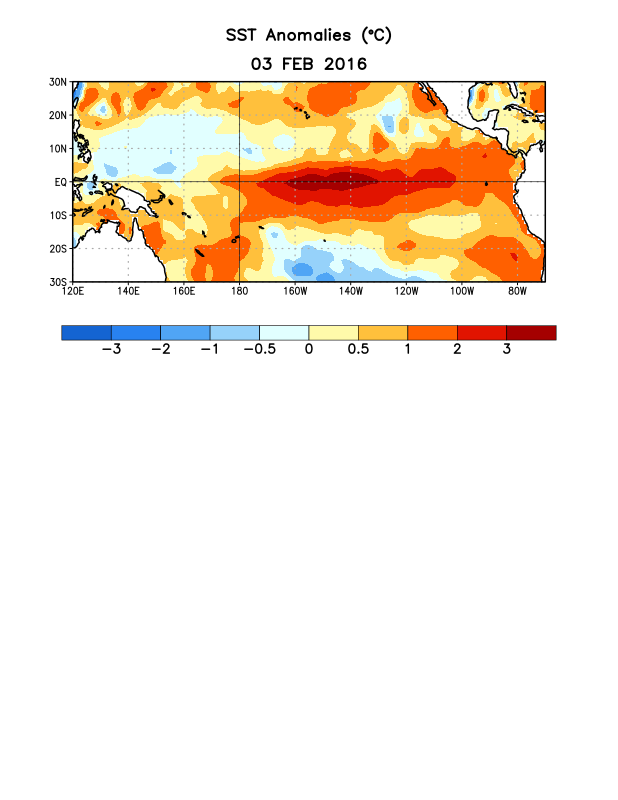 SST Anomalies (°C)
03 FEB 2016
30N
20N
10N
EQ
10S
20S
30S
120E 140E 160E 180 160W 140W 120W 100W 80W
−3 −2 −1 −0.5 0 0.5 1 2 3